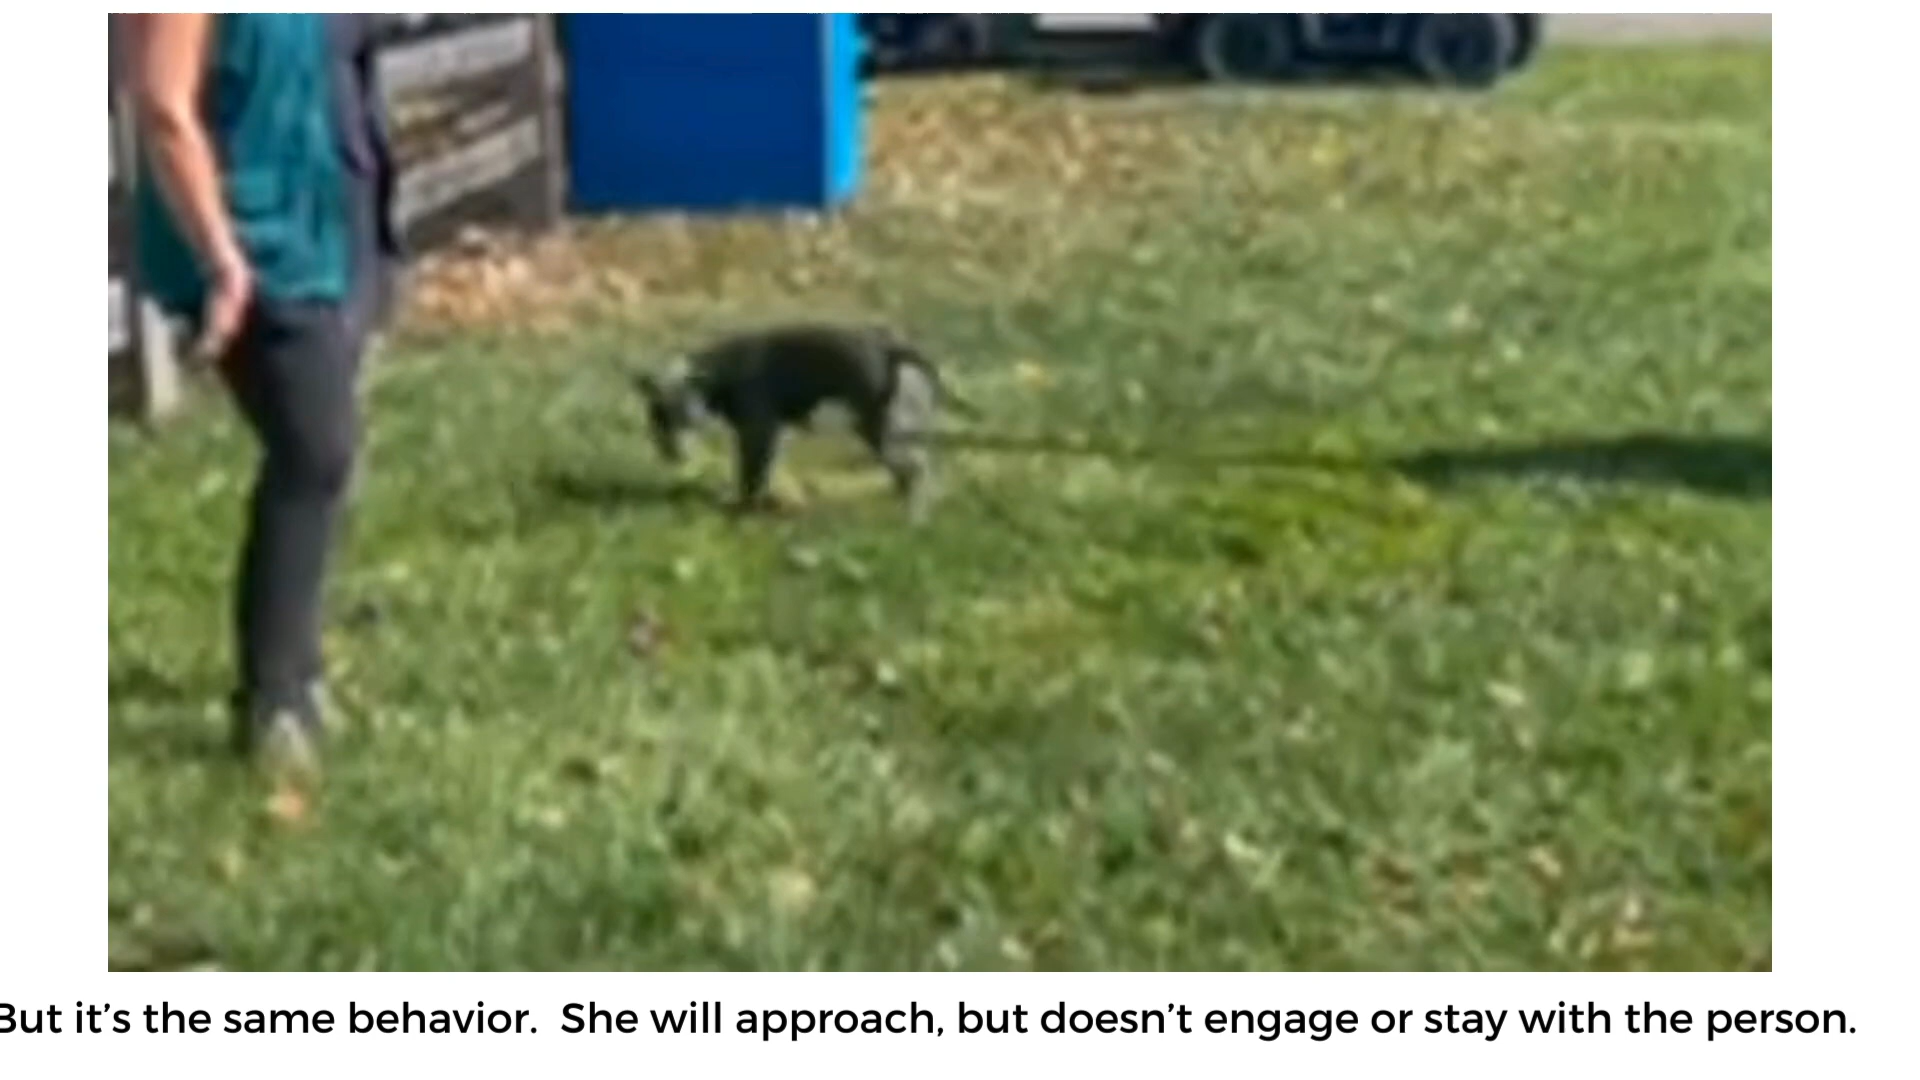 But it’s the same behavior.  She will approach, but doesn’t engage or stay with the person.